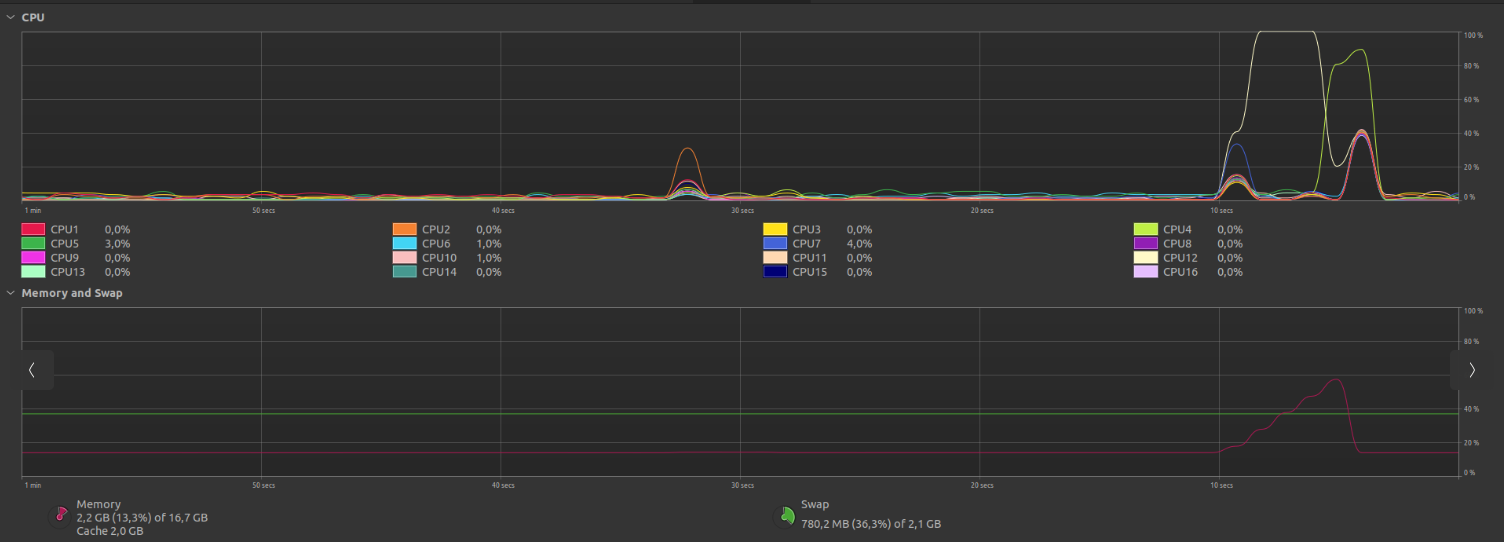 CPU
100 %
80 %
60 %
40 %
20 %
0 %
1 min 50 secs 40 secs 30 secs 20 secs 10 secs
CPU1 0,0% CPU2 0,0% CPU3 0,0% CPU4 0,0%
CPU5 3,0% CPU6 1,0% CPU7 4,0% CPU8 0,0%
CPU9 0,0% CPU10 1,0% CPU11 0,0% CPU12 0,0%
CPU13 0,0% CPU14 0,0% CPU15 0,0% CPU16 0,0%
Memory and Swap
100 %
80 %
60 %
40 %
20 %
0 %
1 min 50 secs 40 secs 30 secs 20 secs 10 secs
Memory
2,2 GB (13,3%) of 16,7 GB
Cache 2,0 GB
Swap
780,2 MB (36,3%) of 2,1 GB